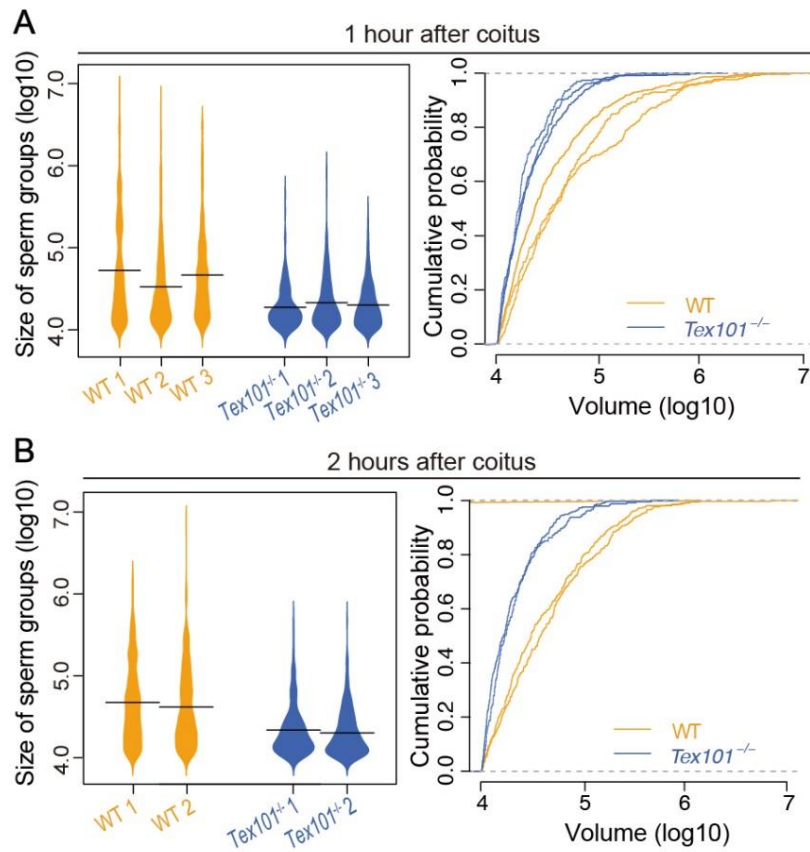 A
1 hour after coitus
Size of sperm groups (log10)
7.0
6.0
5.0
4.0
WT 1
WT 2
WT 3
Tex101+/- 1
Tex101+/- 2
Tex101+/- 3
Cumulative probability
1.0
0.8
0.6
0.4
0.2
0.0
WT
Tex101−/−
4 5 6 7
Volume (log10)
B
2 hours after coitus
Size of sperm groups (log10)
7.0
6.0
5.0
4.0
WT 1
WT 2
Tex101+/- 1
Tex101+/- 2
Cumulative probability
1.0
0.8
0.6
0.4
0.2
0.0
WT
Tex101−/−
4 5 6 7
Volume (log10)